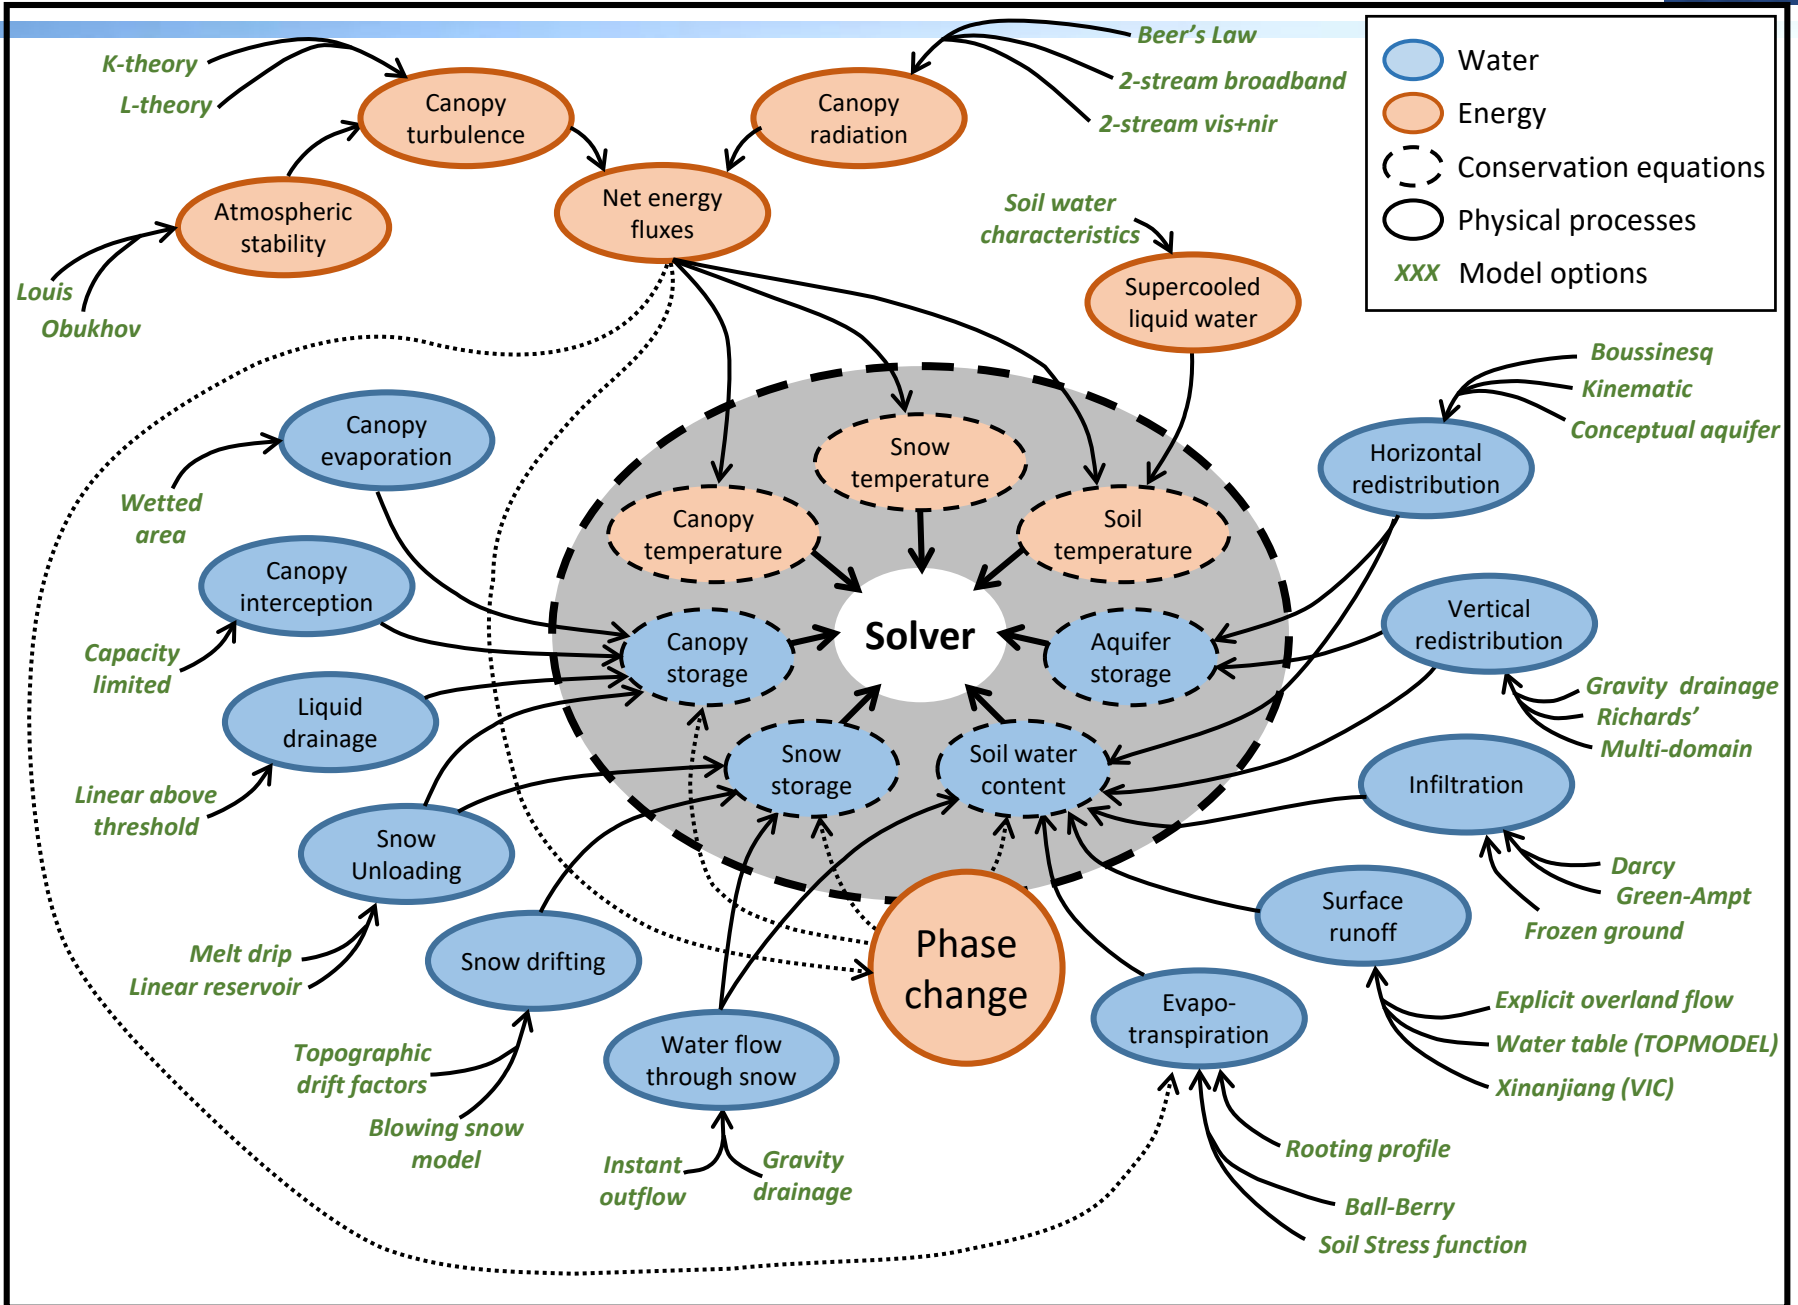 K-theory
L-theory
Canopy
turbulence
Canopy
radiation
Beer's Law
2-stream broadband
2-stream vis+nir
Water
Energy
Conservation equations
Physical processes
XXX Model options
Atmospheric
stability
Net energy
fluxes
Louis
Obukhov
Soil water
characteristics
Supercooled
liquid water
Boussinesq
Kinematic
Conceptual aquifer
Canopy
evaporation
Wetted
area
Snow
temperature
Horizontal
redistribution
Canopy
temperature
Soil
temperature
Canopy
interception
Capacity
limited
Canopy
storage
Solver
Aquifer
storage
Vertical
redistribution
Gravity drainage
Richards'
Multi-domain
Liquid
drainage
Linear above
threshold
Snow
storage
Soil water
content
Infiltration
Darcy
Green-Ampt
Frozen ground
Snow
Unloading
Melt drip
Linear reservoir
Snow drifting
Phase
change
Surface
runoff
Explicit overland flow
Water table (TOPMODEL)
Xinanjiang (VIC)
Topographic
drift factors
Blowing snow
model
Water flow
through snow
Instant
outflow
Gravity
drainage
Evapo-
transpiration
Rooting profile
Ball-Berry
Soil Stress function